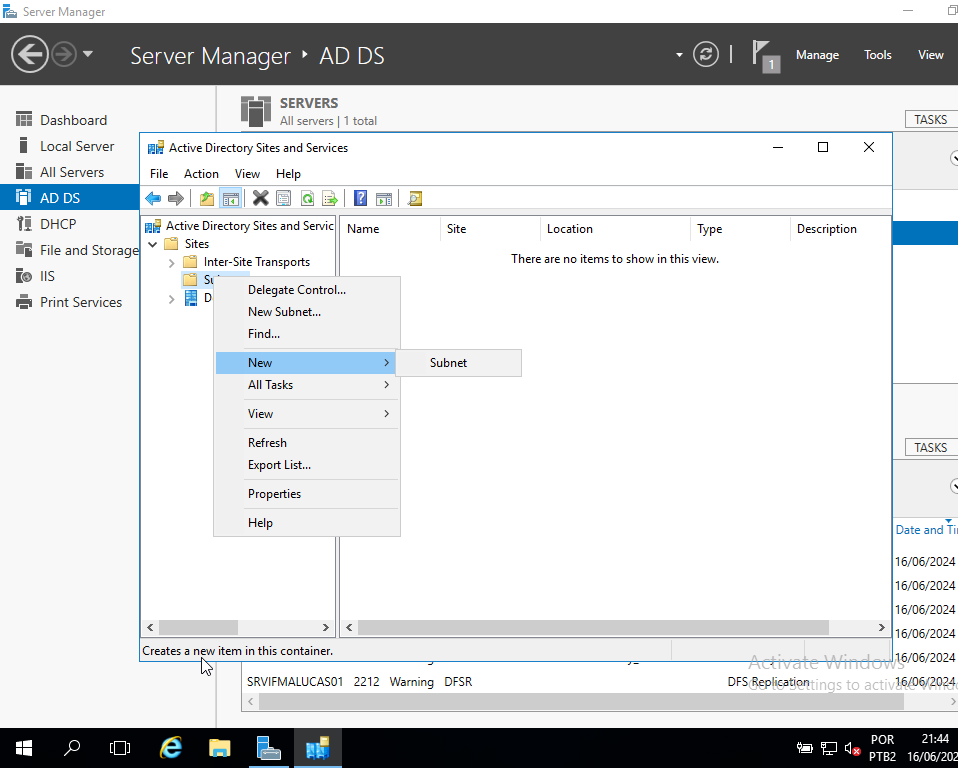 Server Manager
Server Manager • AD DS
1
Manage
Tools
View
Dashboard
Local Server
All Servers
AD DS
DHCP
File and Storage
IIS
Print Services
SERVERS
All servers | 1 total
TASKS
Active Directory Sites and Services
File Action View Help
Active Directory Sites and Servic
Sites
Inter-Site Transports
Name Site Location Type Description
There are no items to show in this view.
Delegate Control...
New Subnet...
Find...
New
Subnet
All Tasks
View
Refresh
Export List...
Properties
Help
Creates a new item in this container.
TASKS
Date and Ti
16/06/2024
16/06/2024
16/06/2024
16/06/2024
16/06/2024
SRVIFMALUCAS01 2212 Warning DFSR DFS Replication 16/06/2024
Activate Windows
Go to Settings to activate Windo
POR
PTB2
21:44
16/06/202